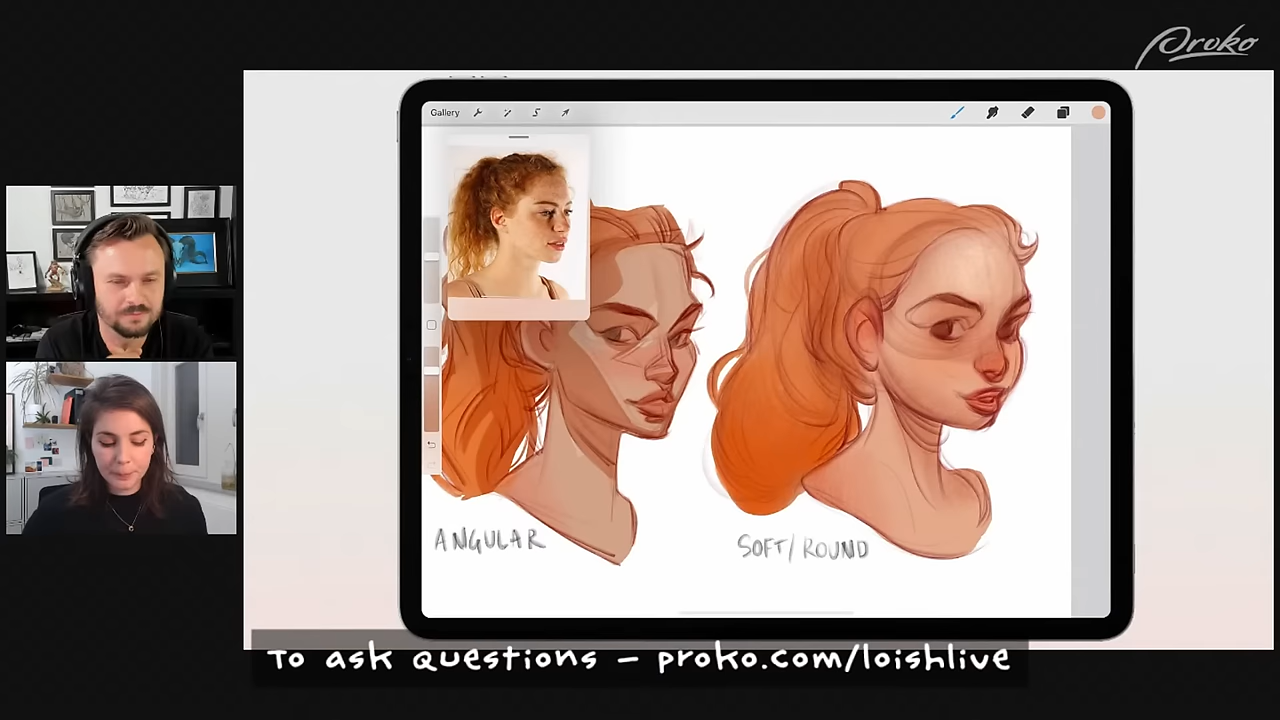 Proko
Gallery
ANGULAR
SOFT/ROUND
To ask questions – proko.com/loishlive